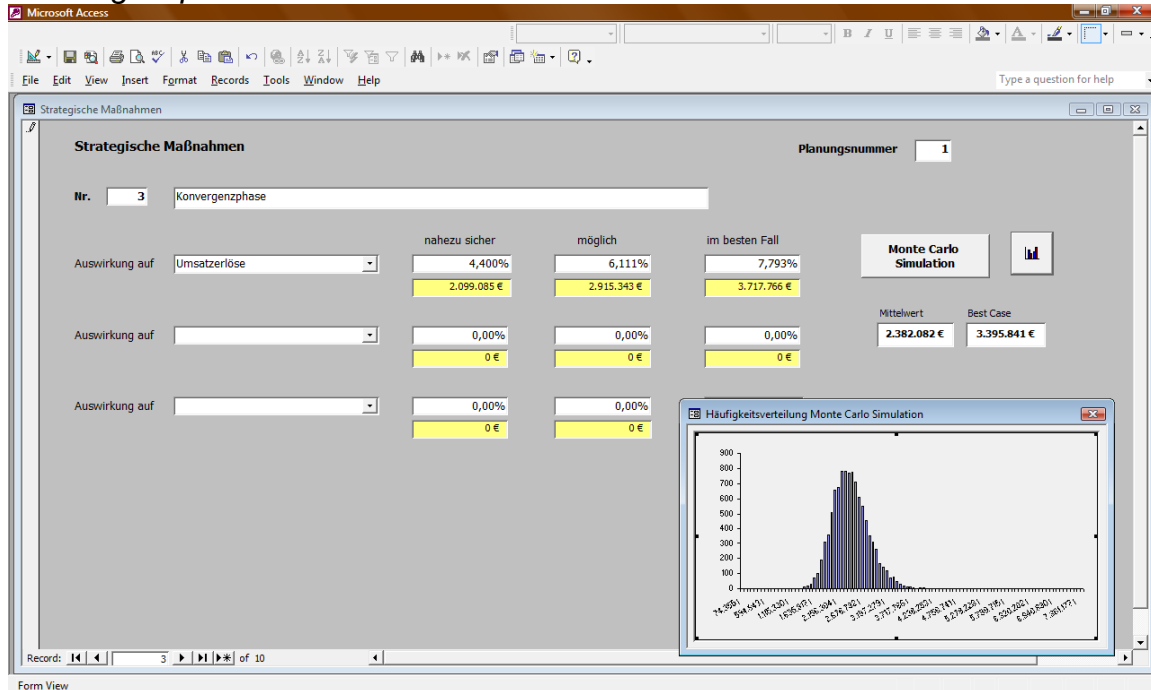 Microsoft Access
File Edit View Insert Format Records Tools Window Help
Type a question for help
Strategische Maßnahmen
Strategische Maßnahmen
Planungsnummer 1
Nr. 3 Konvergenzphase
nahezu sicher möglich im besten Fall
Monte Carlo
Simulation
Auswirkung auf Umsatzerlöse 4,400% 6,111% 7,793%
2.099.085 € 2.915.343 € 3.717.766 €
Mittelwert Best Case
Auswirkung auf 0,00% 0,00% 0,00% 2.382.082 € 3.395.841 €
0 € 0 € 0 €
Auswirkung auf 0,00% 0,00%
0 € 0 €
Häufigkeitsverteilung Monte Carlo Simulation
900
800
700
600
500
400
300
200
100
0
Record: 3 of 10
Form View